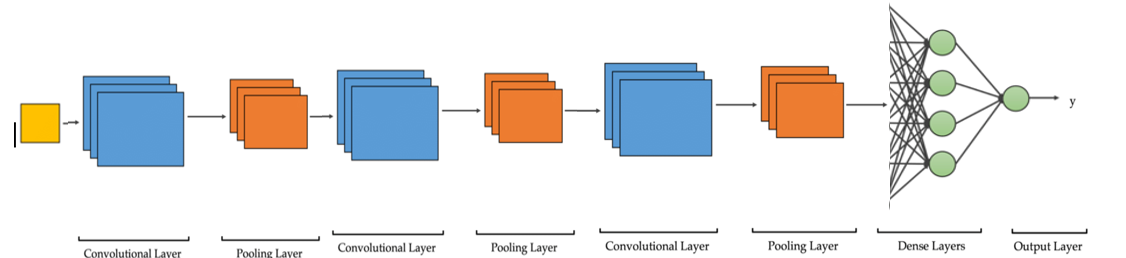 y
Convolutional Layer
Pooling Layer
Convolutional Layer
Pooling Layer
Convolutional Layer
Pooling Layer
Dense Layers
Output Layer